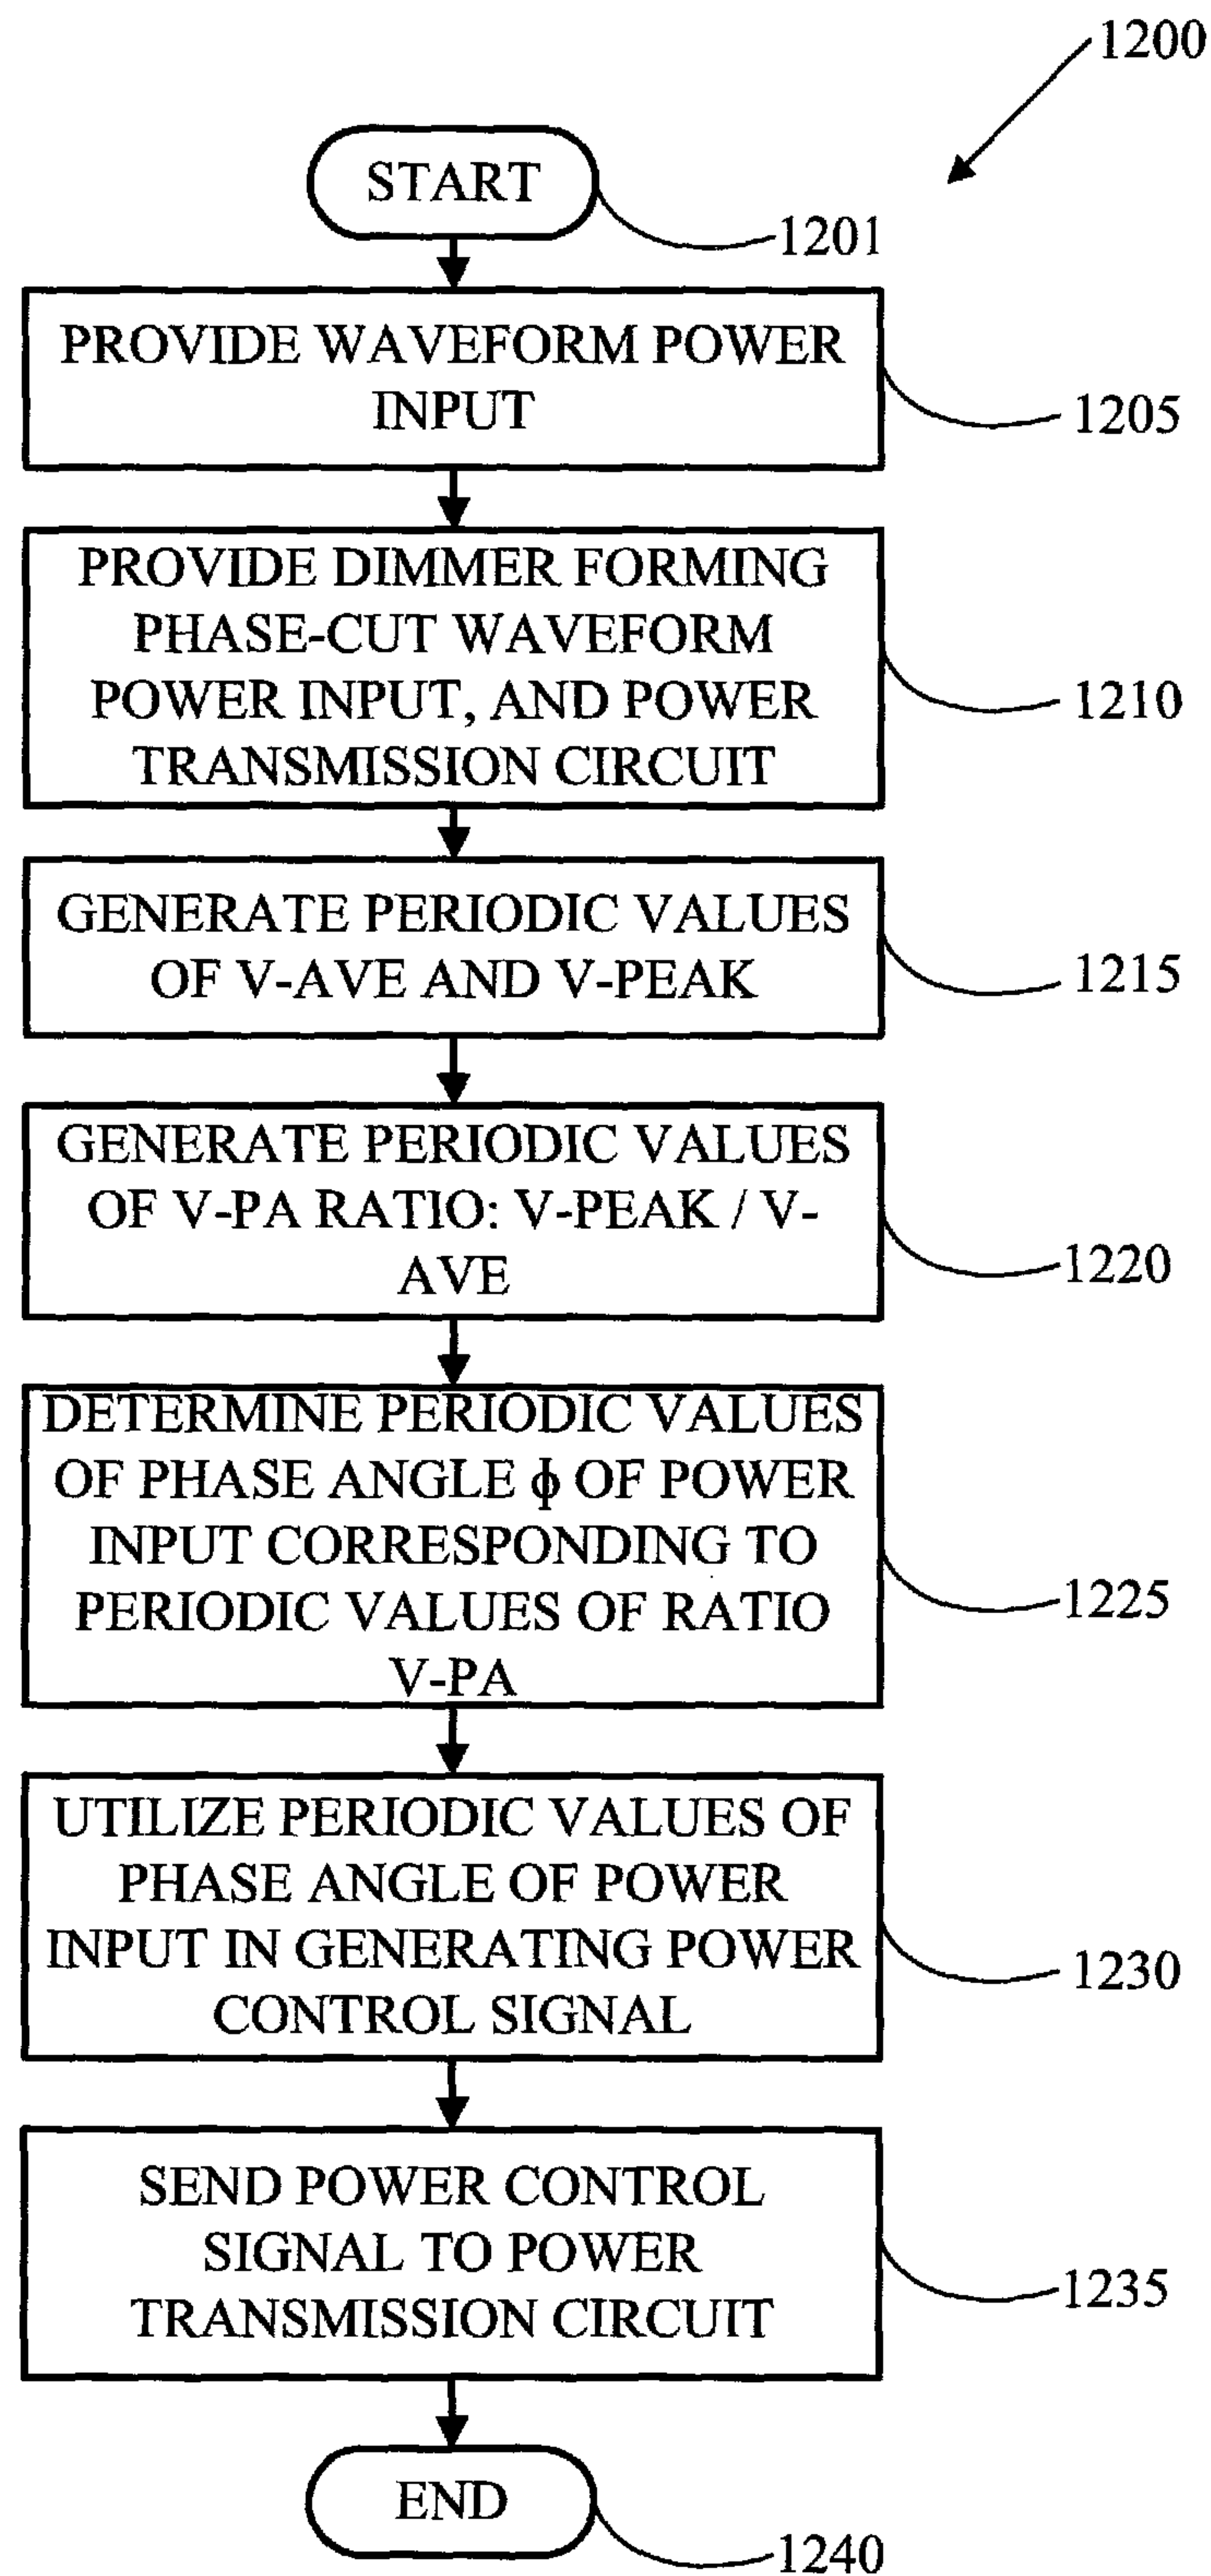 1200
START
1201
PROVIDE WAVEFORM POWER
INPUT
1205
PROVIDE DIMMER FORMING
PHASE-CUT WAVEFORM
POWER INPUT, AND POWER
TRANSMISSION CIRCUIT
1210
GENERATE PERIODIC VALUES
OF V-AVE AND V-PEAK
1215
GENERATE PERIODIC VALUES
OF V-PA RATIO: V-PEAK / V-
AVE
1220
DETERMINE PERIODIC VALUES
OF PHASE ANGLE ϕ OF POWER
INPUT CORRESPONDING TO
PERIODIC VALUES OF RATIO
V-PA
1225
UTILIZE PERIODIC VALUES OF
PHASE ANGLE OF POWER
INPUT IN GENERATING POWER
CONTROL SIGNAL
1230
SEND POWER CONTROL
SIGNAL TO POWER
TRANSMISSION CIRCUIT
1235
END
1240